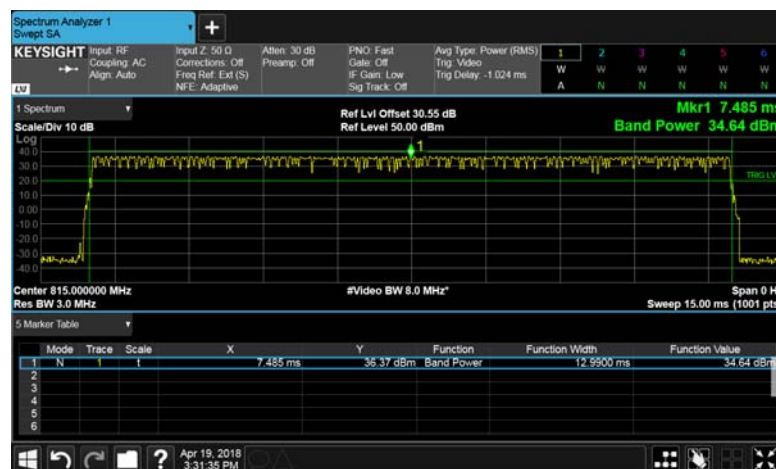 Spectrum Analyzer 1
Swept SA
+
KEYSIGHT
Input: RF
Coupling: AC
Align: Auto
Input Z: 50 Ω
Corrections: Off
Freq Ref: Ext (S)
NFE: Adaptive
Atten: 30 dB
Preamp: Off
PNO: Fast
Gate: Off
IF Gain: Low
Sig Track: Off
Avg Type: Power (RMS)
Trig: Video
Trig Delay: -1.024 ms
1 2 3 4 5 6
W W W W W W
A N N N N N
LXI
1 Spectrum
Scale/Div 10 dB
Ref Lvl Offset 30.55 dB
Ref Level 50.00 dBm
Mkr1 7.485 ms
Band Power 34.64 dBm
Log
40.0
30.0
20.0
10.0
0.00
-10.0
-20.0
-30.0
-40.0
1
TRIG LV
Center 815.000000 MHz
Res BW 3.0 MHz
#Video BW 8.0 MHz*
Span 0 H
Sweep 15.00 ms (1001 pts
5 Marker Table
Mode Trace Scale X Y Function Function Width Function Value
1 N 1 t 7.485 ms 36.37 dBm Band Power 12.9900 ms 34.64 dBm
2
3
4
5
6
?
Apr 19, 2018
3:31:35 PM